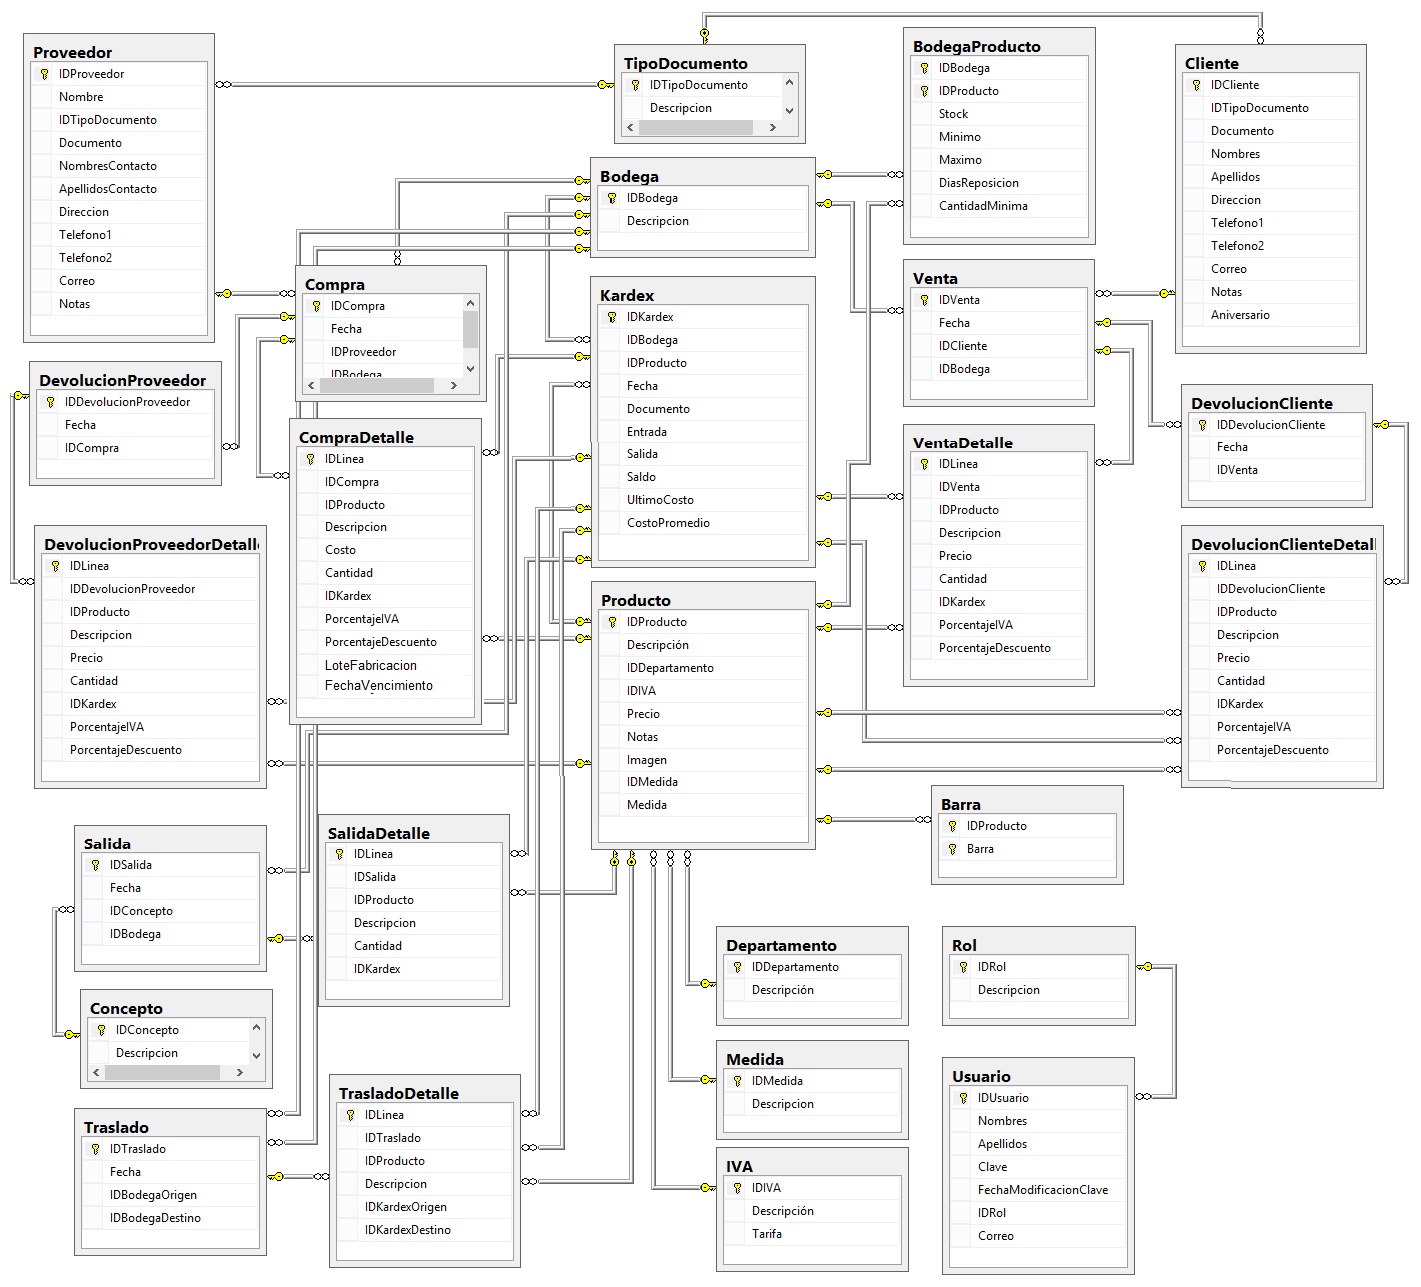 Proveedor
IDProveedor
Nombre
IDTipoDocumento
Documento
NombresContacto
ApellidosContacto
Direccion
Telefono1
Telefono2
Correo
Notas
TipoDocumento
IDTipoDocumento
Descripcion
BodegaProducto
IDBodega
IDProducto
Stock
Minimo
Maximo
DiasReposicion
CantidadMinima
Cliente
IDCliente
IDTipoDocumento
Documento
Nombres
Apellidos
Direccion
Telefono1
Telefono2
Correo
Notas
Aniversario
Bodega
IDBodega
Descripcion
Compra
IDCompra
Fecha
IDProveedor
IDBodega
Kardex
IDKardex
IDBodega
IDProducto
Fecha
Documento
Entrada
Salida
Saldo
UltimoCosto
CostoPromedio
Venta
IDVenta
Fecha
IDCliente
IDBodega
DevolucionProveedor
IDDevolucionProveedor
Fecha
IDCompra
CompraDetalle
IDLinea
IDCompra
IDProducto
Descripcion
Costo
Cantidad
IDKardex
PorcentajeIVA
PorcentajeDescuento
LoteFabricacion
FechaVencimiento
VentaDetalle
IDLinea
IDVenta
IDProducto
Descripcion
Precio
Cantidad
IDKardex
PorcentajeIVA
PorcentajeDescuento
DevolucionCliente
IDDevolucionCliente
Fecha
IDVenta
DevolucionProveedorDetalle
IDLinea
IDDevolucionProveedor
IDProducto
Descripcion
Precio
Cantidad
IDKardex
PorcentajeIVA
PorcentajeDescuento
Producto
IDProducto
Descripción
IDDepartamento
IDIVA
Precio
Notas
Imagen
IDMedida
Medida
DevolucionClienteDetal
IDLinea
IDDevolucionCliente
IDProducto
Descripcion
Precio
Cantidad
IDKardex
PorcentajeIVA
PorcentajeDescuento
Barra
IDProducto
Barra
Salida
IDSalida
Fecha
IDConcepto
IDBodega
SalidaDetalle
IDLinea
IDSalida
IDProducto
Descripcion
Cantidad
IDKardex
Departamento
IDDepartamento
Descripción
Rol
IDRol
Descripcion
Concepto
IDConcepto
Descripcion
Medida
IDMedida
Descripcion
Usuario
IDUsuario
Nombres
Apellidos
Clave
FechaModificacionClave
IDRol
Correo
Traslado
IDTraslado
Fecha
IDBodegaOrigen
IDBodegaDestino
TrasladoDetalle
IDLinea
IDTraslado
IDProducto
Descripcion
IDKardexOrigen
IDKardexDestino
IVA
IDIVA
Descripción
Tarifa